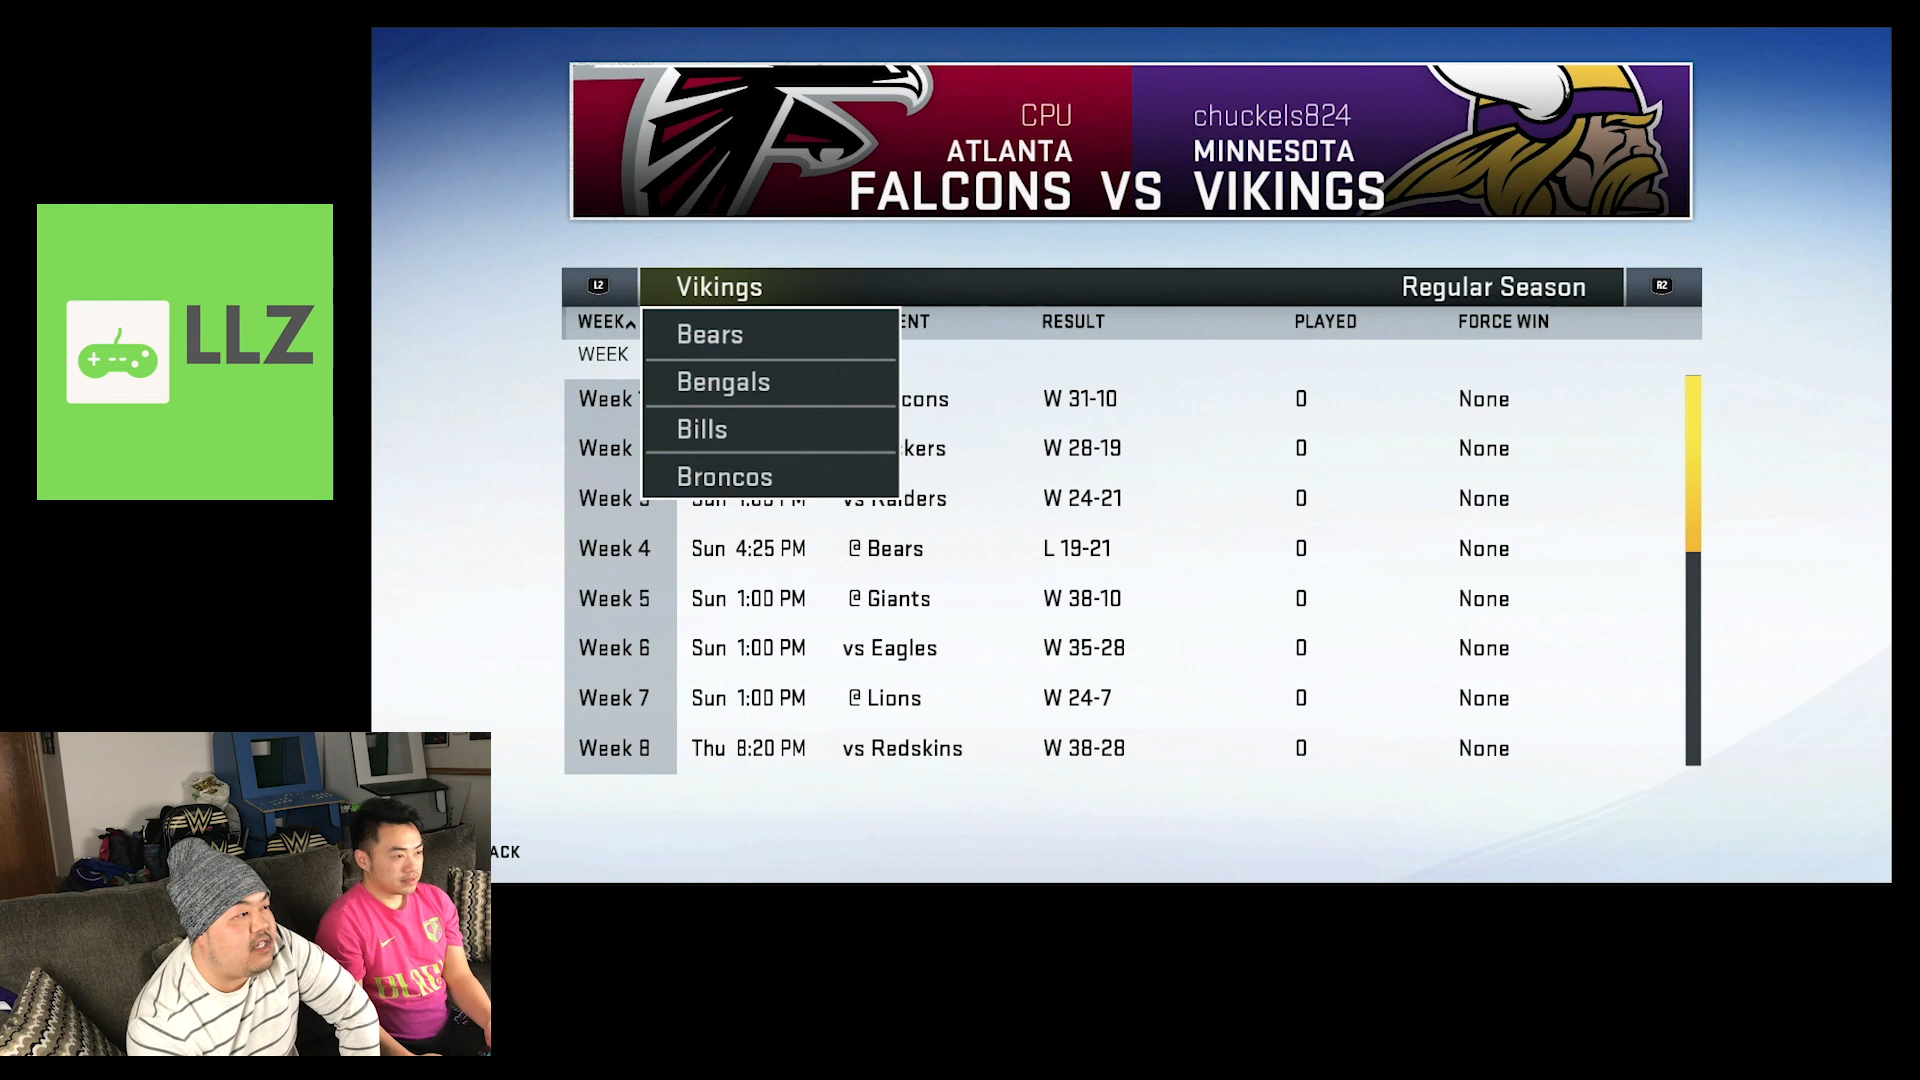 CPU
ATLANTA
FALCONS VS
chuckels824
MINNESOTA
VIKINGS
LLZ
L2 Vikings Regular Season R2
WEEK RESULT PLAYED FORCE WIN
WEEK
Bears
Bengals
Bills
Broncos
Week W 31-10 0 None
Week W 28-19 0 None
Week vs Raiders W 24-21 0 None
Week 4 Sun 4:25 PM @ Bears L 19-21 0 None
Week 5 Sun 1:00 PM @ Giants W 38-10 0 None
Week 6 Sun 1:00 PM vs Eagles W 35-28 0 None
Week 7 Sun 1:00 PM @ Lions W 24-7 0 None
Week 8 Thu 8:20 PM vs Redskins W 38-28 0 None
ACK